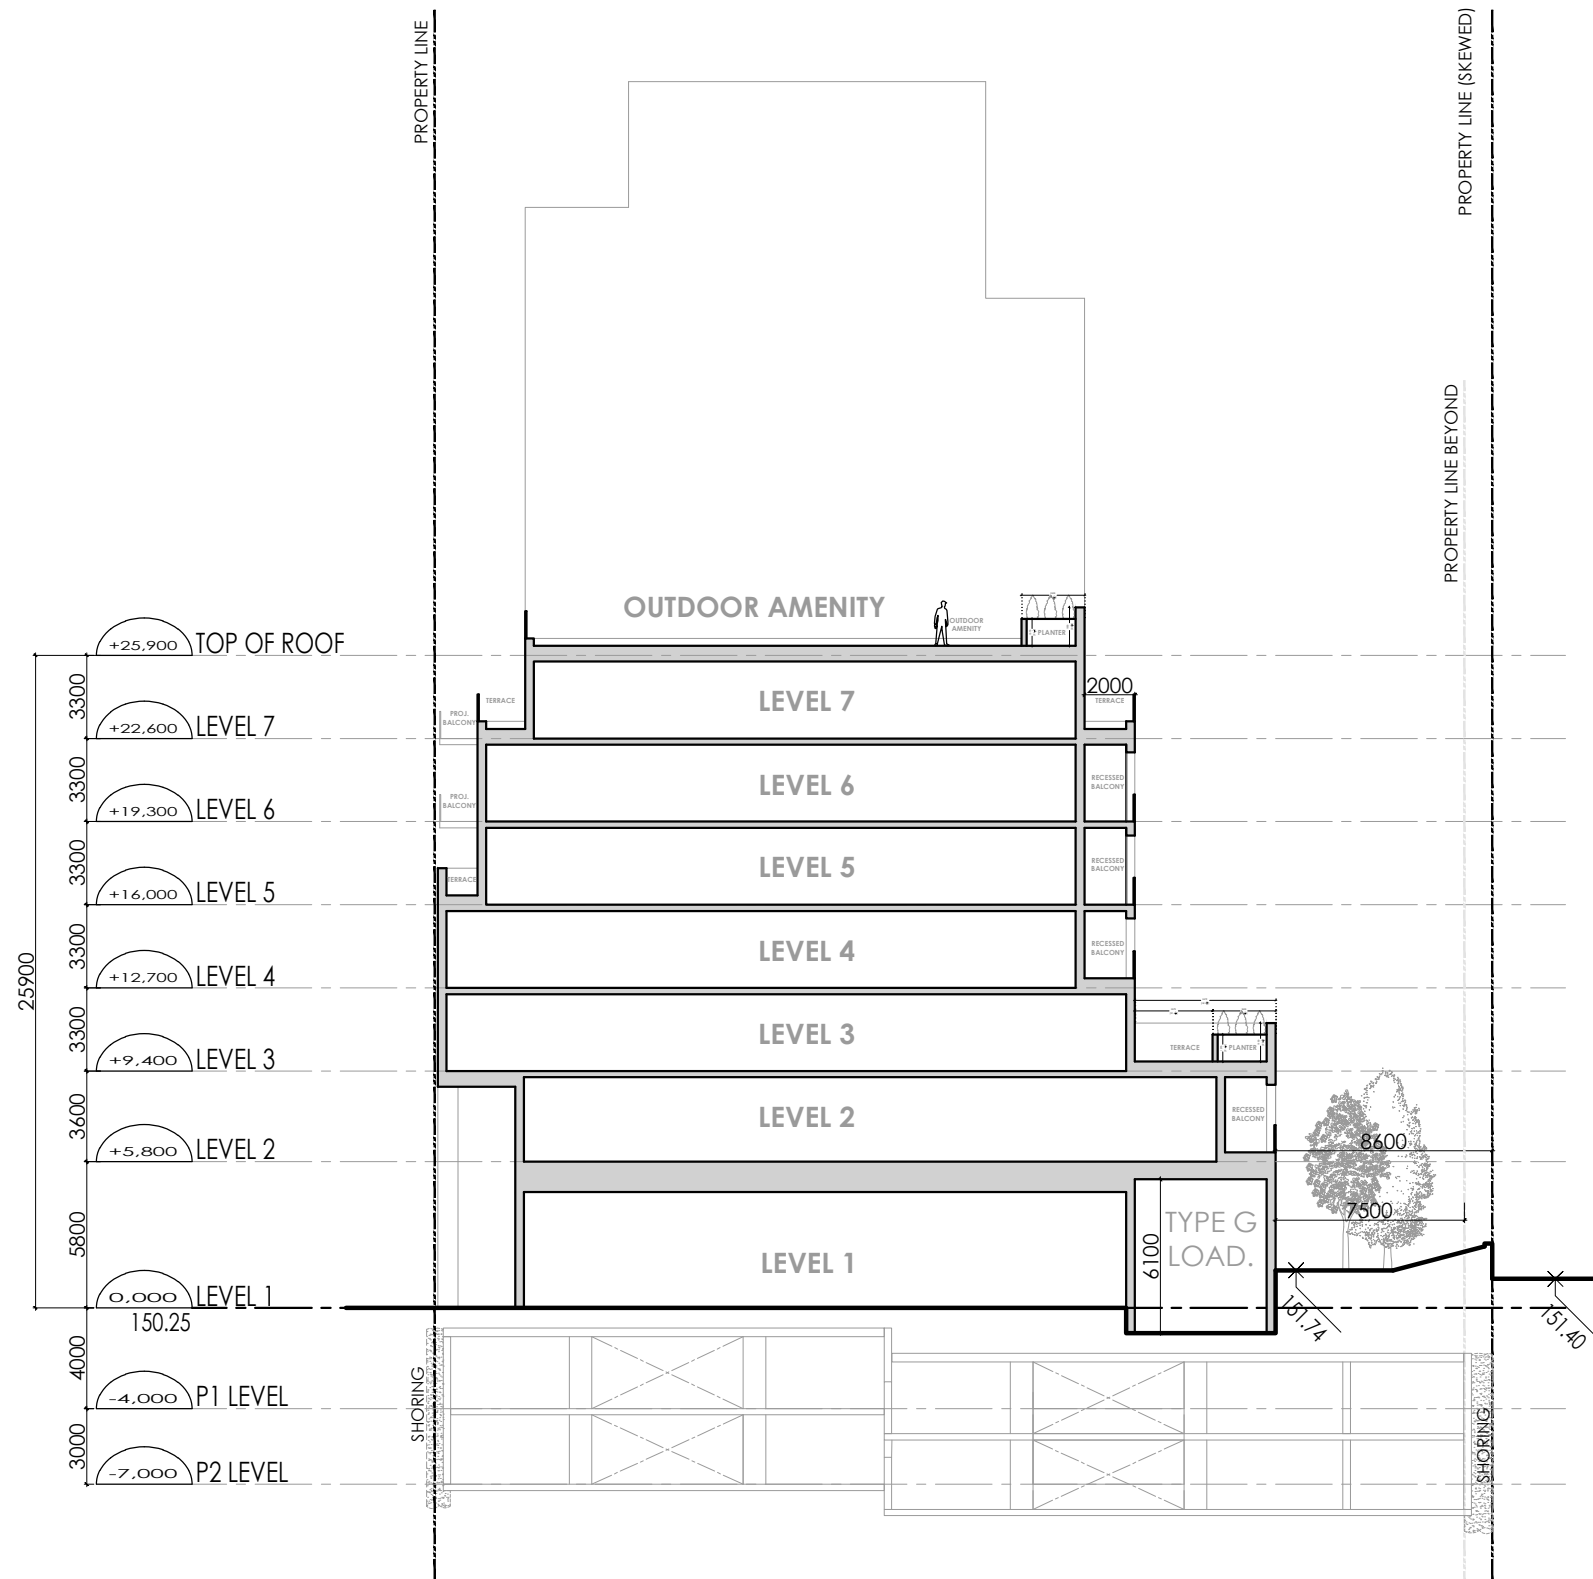 PROPERTY LINE
PROPERTY LINE (SKEWED)
PROPERTY LINE BEYOND
OUTDOOR AMENITY
OUTDOOR
AMENITY
PLANTER
+25,900 TOP OF ROOF
3300
LEVEL 7
2000
TERRACE
TERRACE
PROJ.
BALCONY
+22,600 LEVEL 7
3300
LEVEL 6
RECESSED
BALCONY
PROJ.
BALCONY
+19,300 LEVEL 6
3300
LEVEL 5
RECESSED
BALCONY
TERRACE
+16,000 LEVEL 5
3300
LEVEL 4
RECESSED
BALCONY
25900
+12,700 LEVEL 4
3300
LEVEL 3
TERRACE
PLANTER
+9,400 LEVEL 3
3600
LEVEL 2
RECESSED
BALCONY
8600
+5,800 LEVEL 2
7500
5800
LEVEL 1
6100
TYPE G
LOAD.
0,000 LEVEL 1
150.25
151.74
151.40
4000
SHORING
-4,000 P1 LEVEL
3000
SHORING
-7,000 P2 LEVEL